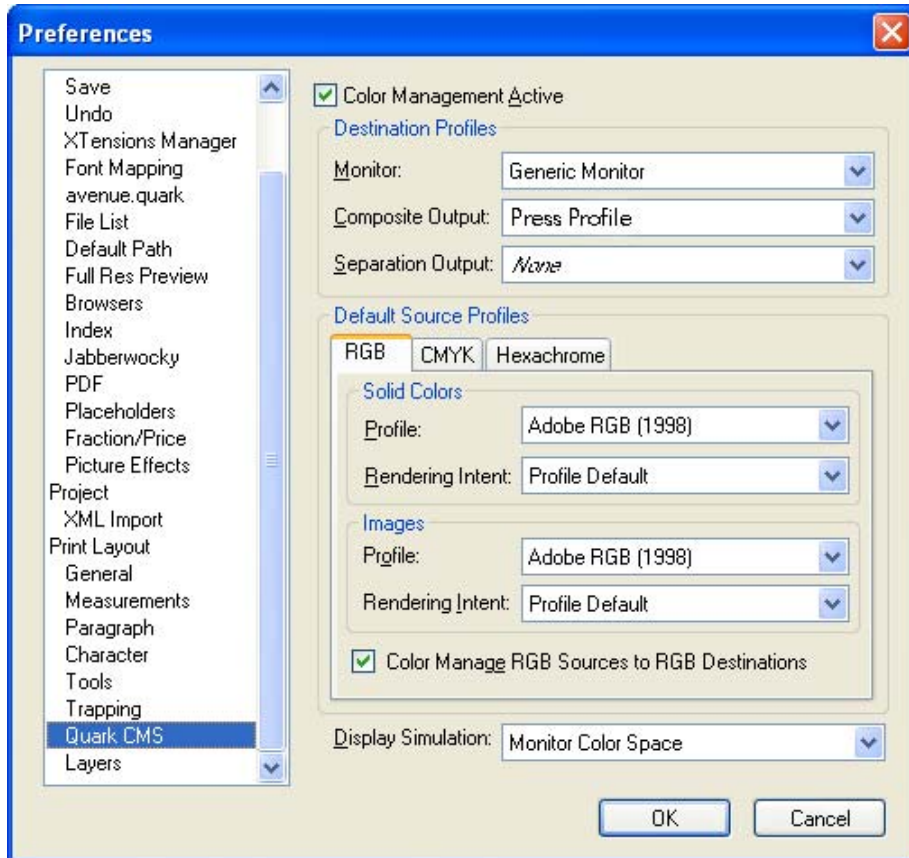 Preferences
Save
Undo
XTensions Manager
Font Mapping
avenue.quark
File List
Default Path
Full Res Preview
Browsers
Index
Jabberwocky
PDF
Placeholders
Fraction/Price
Picture Effects
Project
XML Import
Print Layout
General
Measurements
Paragraph
Character
Tools
Trapping
Quark CMS
Layers
Color Management Active
Destination Profiles
Monitor: Generic Monitor
Composite Output: Press Profile
Separation Output: None
Default Source Profiles
RGB CMYK Hexachrome
Solid Colors
Profile: Adobe RGB (1998)
Rendering Intent: Profile Default
Images
Profile: Adobe RGB (1998)
Rendering Intent: Profile Default
Color Manage RGB Sources to RGB Destinations
Display Simulation: Monitor Color Space
OK Cancel